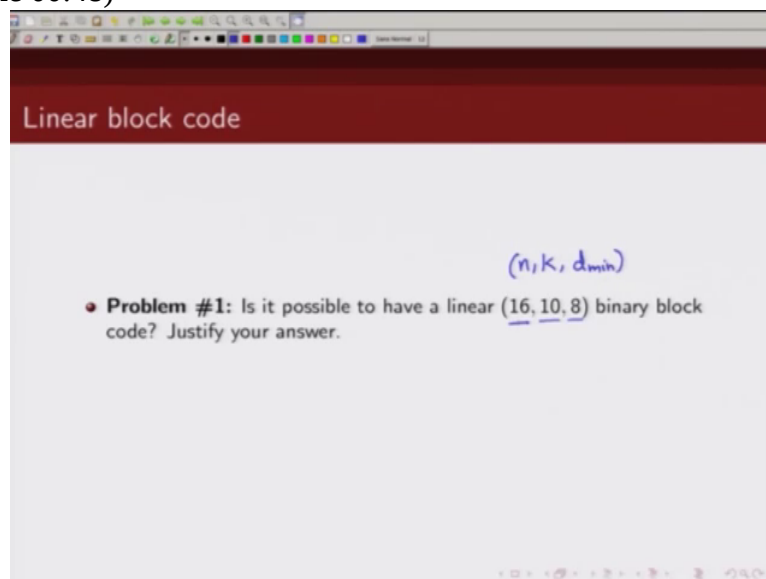 Linear block code
(n, k, dmin)
Problem #1: Is it possible to have a linear (16, 10, 8) binary block
code? Justify your answer.